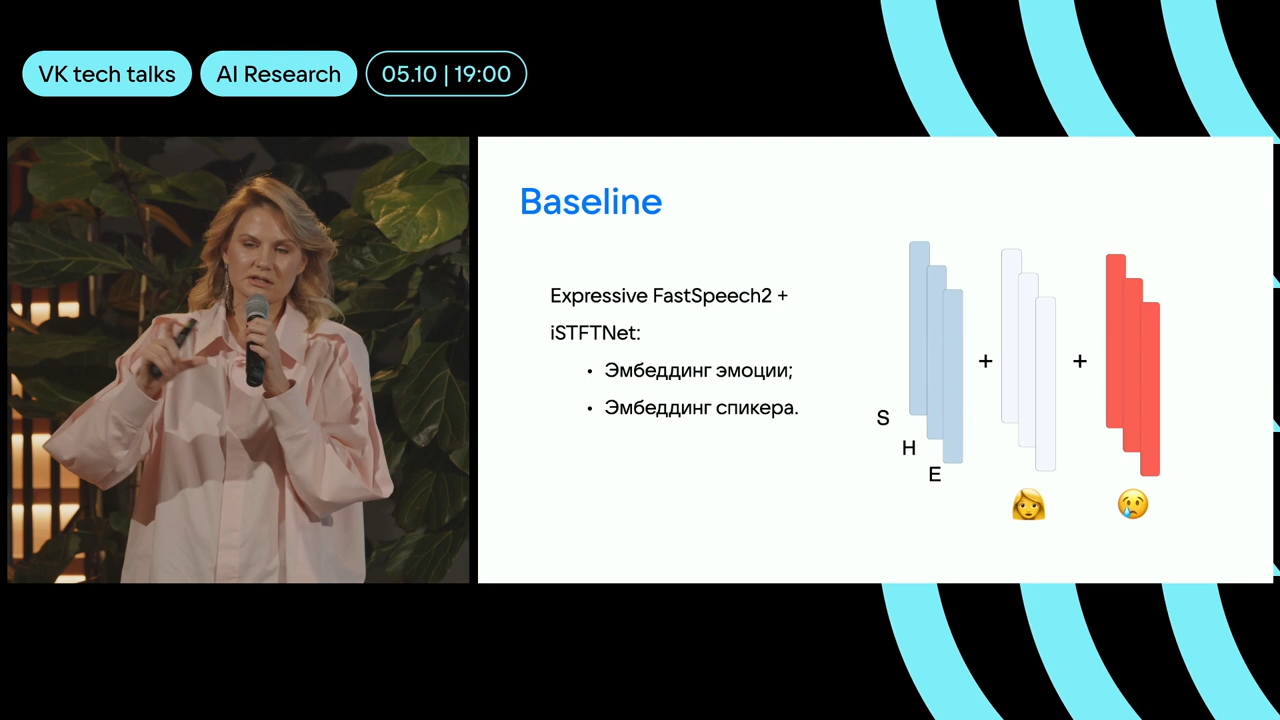 VK tech talks
AI Research
05.10 | 19:00
Baseline
Expressive FastSpeech2 +
iSTFTNet:
• Эмбеддинг эмоции;
• Эмбеддинг спикера.
+
+
S
H
E